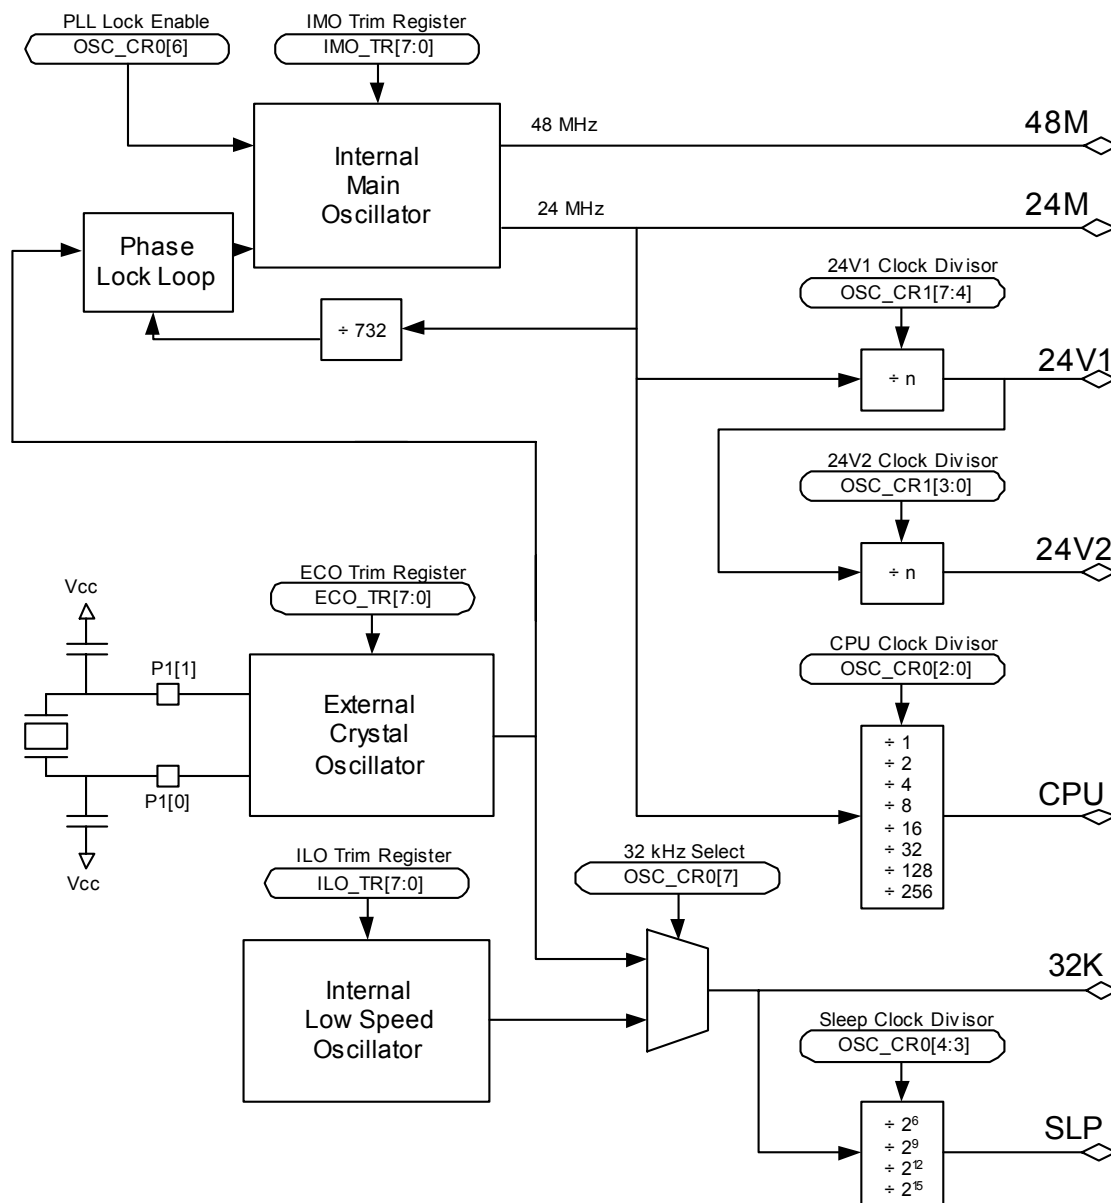 PLL Lock Enable
OSC_CR0[6]
IMO Trim Register
IMO_TR[7:0]
48 MHz
48M
Internal
Main
Oscillator
24 MHz
24M
Phase
Lock Loop
24V1 Clock Divisor
OSC_CR1[7:4]
÷ 732
÷ n
24V1
24V2 Clock Divisor
OSC_CR1[3:0]
÷ n
24V2
ECO Trim Register
ECO_TR[7:0]
Vcc
P1[1]
External
Crystal
Oscillator
P1[0]
Vcc
CPU Clock Divisor
OSC_CR0[2:0]
÷ 1
÷ 2
÷ 4
÷ 8
÷ 16
÷ 32
÷ 128
÷ 256
CPU
ILO Trim Register
ILO_TR[7:0]
32 kHz Select
OSC_CR0[7]
Internal
Low Speed
Oscillator
32K
Sleep Clock Divisor
OSC_CR0[4:3]
÷ 2⁶
÷ 2⁹
÷ 2¹²
÷ 2¹⁵
SLP